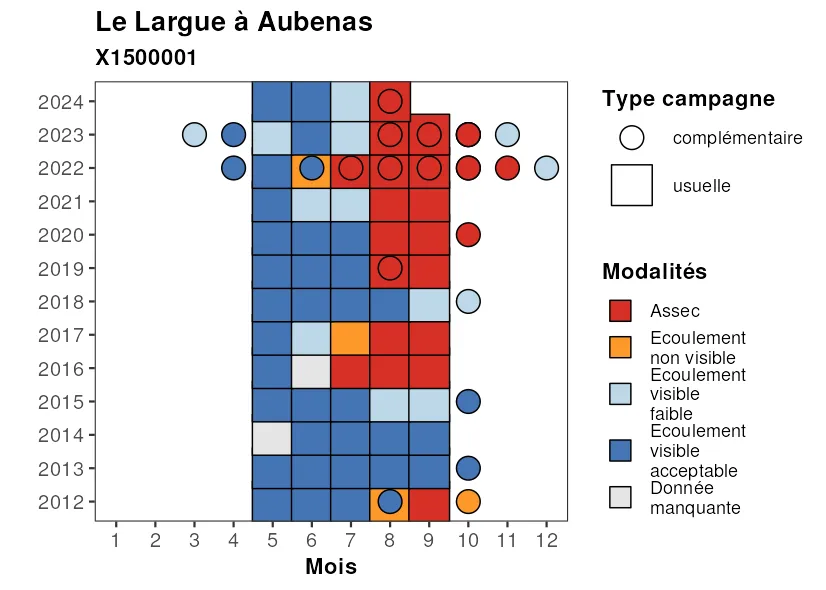 Le Largue à Aubenas
X1500001
2024
2023
2022
2021
2020
2019
2018
2017
2016
2015
2014
2013
2012
1 2 3 4 5 6 7 8 9 10 11 12
Mois
Type campagne
complémentaire
usuelle
Modalités
Assec
Ecoulement
non visible
Ecoulement
visible
faible
Ecoulement
visible
acceptable
Donnée
manquante